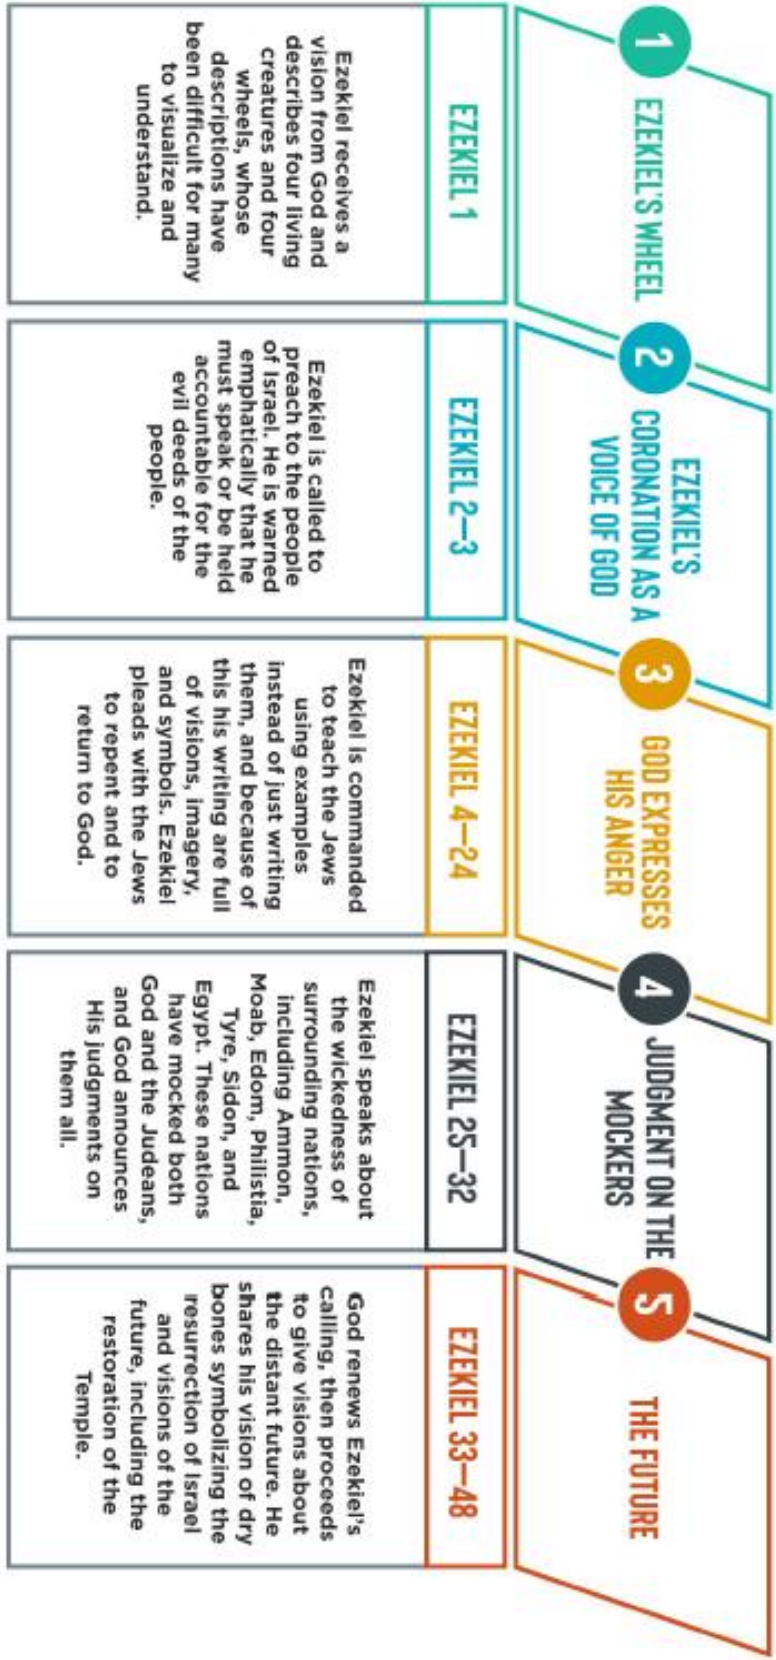 1
EZEKIEL'S WHEEL
EZEKIEL 1
Ezekiel receives a
vision from God and
describes four living
creatures and four
wheels, whose
descriptions have
been difficult for many
to visualize and
understand.
2
EZEKIEL'S
CORONATION AS A
VOICE OF GOD
EZEKIEL 2–3
Ezekiel is called to
preach to the people
of Israel. He is warned
emphatically that he
must speak or be held
accountable for the
evil deeds of the
people.
3
GOD EXPRESSES
HIS ANGER
EZEKIEL 4–24
Ezekiel is commanded
to teach the Jews
using examples
instead of just writing
them, and because of
this his writing are full
of visions, imagery,
and symbols. Ezekiel
pleads with the Jews
to repent and to
return to God.
4
JUDGMENT ON THE
MOCKERS
EZEKIEL 25–32
Ezekiel speaks about
the wickedness of
surrounding nations,
including Ammon,
Moab, Edom, Philistia,
Tyre, Sidon, and
Egypt. These nations
have mocked both
God and the Judeans,
and God announces
His judgments on
them all.
5
THE FUTURE
EZEKIEL 33–48
God renews Ezekiel's
calling, then proceeds
to give visions about
the distant future. He
shares his vision of dry
bones symbolizing the
resurrection of Israel
and visions of the
future, including the
restoration of the
Temple.